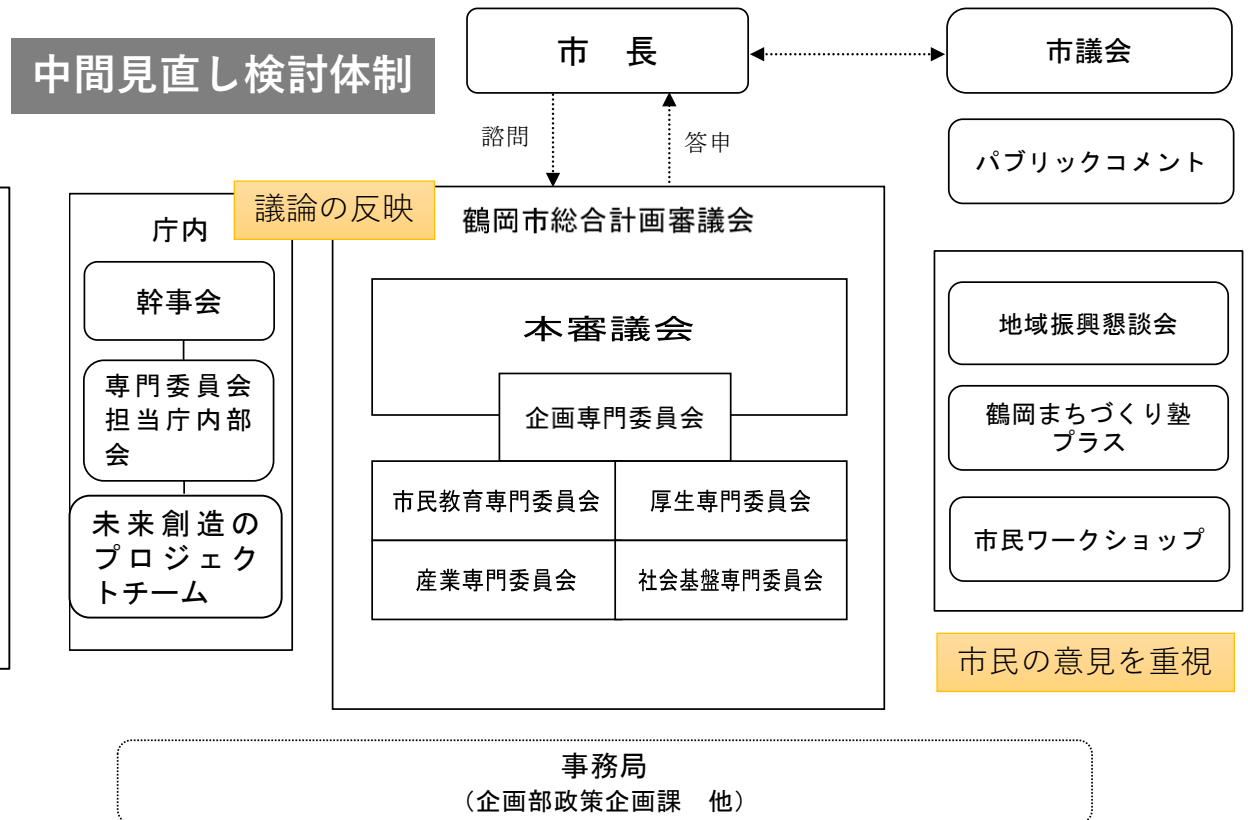 中間見直し検討体制
市　長
市議会
諮問
答申
パブリックコメント
庁内
議論の反映
鶴岡市総合計画審議会
幹事会
専門委員会
担当庁内部
会
未来創造の
プロジェク
トチーム
本審議会
企画専門委員会
市民教育専門委員会
厚生専門委員会
産業専門委員会
社会基盤専門委員会
地域振興懇談会
鶴岡まちづくり塾
プラス
市民ワークショップ
市民の意見を重視
事務局
（企画部政策企画課　他）